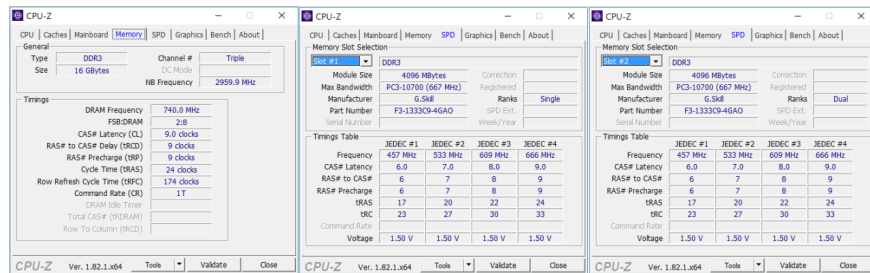 CPU-Z
CPU Caches Mainboard Memory SPD Graphics Bench About
General
Type DDR3 Channel # Triple
Size 16 GBytes DC Mode
NB Frequency 2959.9 MHz
Timings
DRAM Frequency 740.0 MHz
FSB:DRAM 2:8
CAS# Latency (CL) 9.0 clocks
RAS# to CAS# Delay (tRCD) 9 clocks
RAS# Precharge (tRP) 9 clocks
Cycle Time (tRAS) 24 clocks
Row Refresh Cycle Time (tRFC) 174 clocks
Command Rate (CR) 1T
DRAM Idle Timer
Total CAS# (tRDRAM)
Row To Column (tRCD)
CPU-Z Ver. 1.82.1.x64 Tools Validate Close
CPU-Z
CPU Caches Mainboard Memory SPD Graphics Bench About
Memory Slot Selection
Slot #1 DDR3
Module Size 4096 MBytes Correction
Max Bandwidth PC3-10700 (667 MHz) Registered
Manufacturer G.Skill Ranks Single
Part Number F3-1333C9-4GAO SPD Ext.
Serial Number Week/Year
Timings Table
JEDEC #1 JEDEC #2 JEDEC #3 JEDEC #4
Frequency 457 MHz 533 MHz 609 MHz 666 MHz
CAS# Latency 6.0 7.0 8.0 9.0
RAS# to CAS# 6 7 8 9
RAS# Precharge 6 7 8 9
tRAS 17 20 22 24
tRC 23 27 30 33
Command Rate
Voltage 1.50 V 1.50 V 1.50 V 1.50 V
CPU-Z Ver. 1.82.1.x64 Tools Validate Close
CPU-Z
CPU Caches Mainboard Memory SPD Graphics Bench About
Memory Slot Selection
Slot #2 DDR3
Module Size 4096 MBytes Correction
Max Bandwidth PC3-10700 (667 MHz) Registered
Manufacturer G.Skill Ranks Dual
Part Number F3-1333C9-4GAO SPD Ext.
Serial Number Week/Year
Timings Table
JEDEC #1 JEDEC #2 JEDEC #3 JEDEC #4
Frequency 457 MHz 533 MHz 609 MHz 666 MHz
CAS# Latency 6.0 7.0 8.0 9.0
RAS# to CAS# 6 7 8 9
RAS# Precharge 6 7 8 9
tRAS 17 20 22 24
tRC 23 27 30 33
Command Rate
Voltage 1.50 V 1.50 V 1.50 V 1.50 V
CPU-Z Ver. 1.82.1.x64 Tools Validate Close